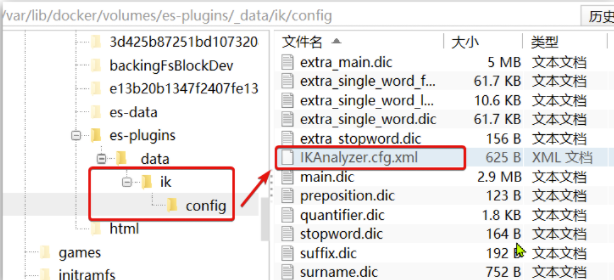 /var/lib/docker/volumes/es-plugins/_data/ik/config
历史
3d425b87251bd107320
backingFsBlockDev
e13b20b1347f2407fe13
es-data
es-plugins
_data
ik
config
html
games
initramfs
文件名 大小 类型
extra_main.dic 5 MB 文本文档
extra_single_word_f... 61.7 KB 文本文档
extra_single_word_l... 10.6 KB 文本文档
extra_single_word.dic 61.7 KB 文本文档
extra_stopword.dic 156 B 文本文档
IKAnalyzer.cfg.xml 625 B XML 文档
main.dic 2.9 MB 文本文档
preposition.dic 123 B 文本文档
quantifier.dic 1.8 KB 文本文档
stopword.dic 164 B 文本文档
suffix.dic 192 B 文本文档
surname.dic 752 B 文本文档